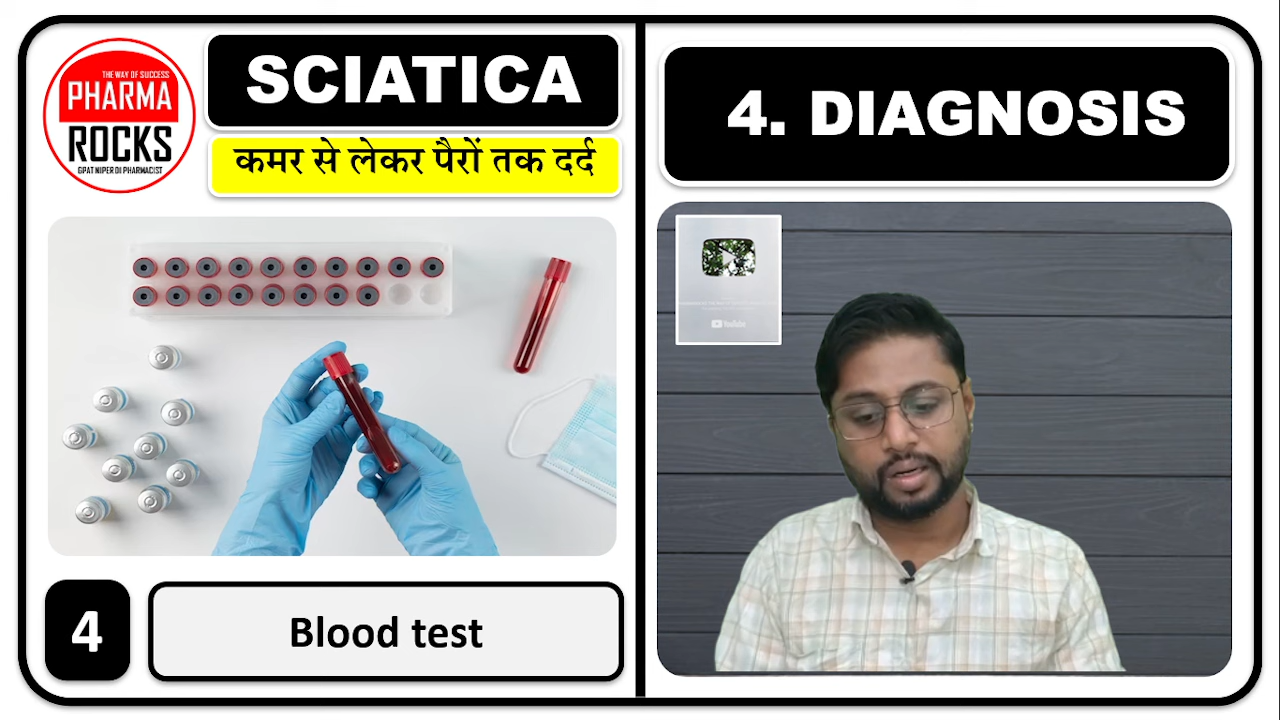 THE WAY OF SUCCESS
PHARMA
ROCKS
GPAT NIPER DI PHARMACIST
SCIATICA
कमर से लेकर पैरों तक दर्द
4. DIAGNOSIS
YouTube
4
Blood test